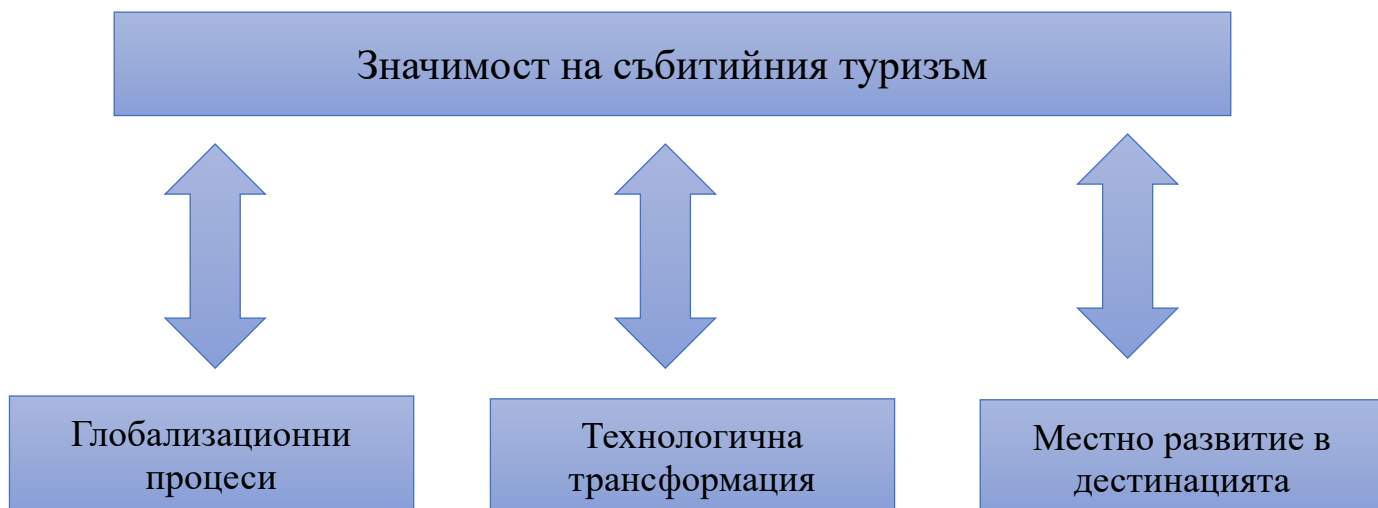 Значимост на събитийния туризъм
Глобализационни
процеси
Технологична
трансформация
Местно развитие в
дестинацията